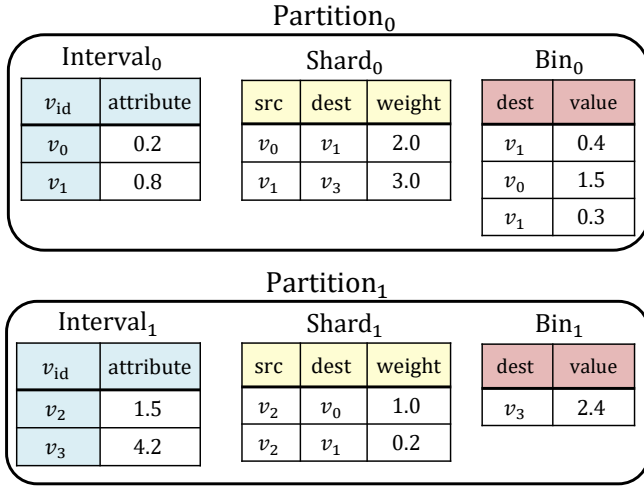 Partition₀
Interval₀ Shard₀ Bin₀
v_id attribute src dest weight dest value
v₀ 0.2 v₀ v₁ 2.0 v₁ 0.4
v₁ 0.8 v₁ v₃ 3.0 v₀ 1.5
v₁ 0.3
Partition₁
Interval₁ Shard₁ Bin₁
v_id attribute src dest weight dest value
v₂ 1.5 v₂ v₀ 1.0 v₃ 2.4
v₃ 4.2 v₂ v₁ 0.2